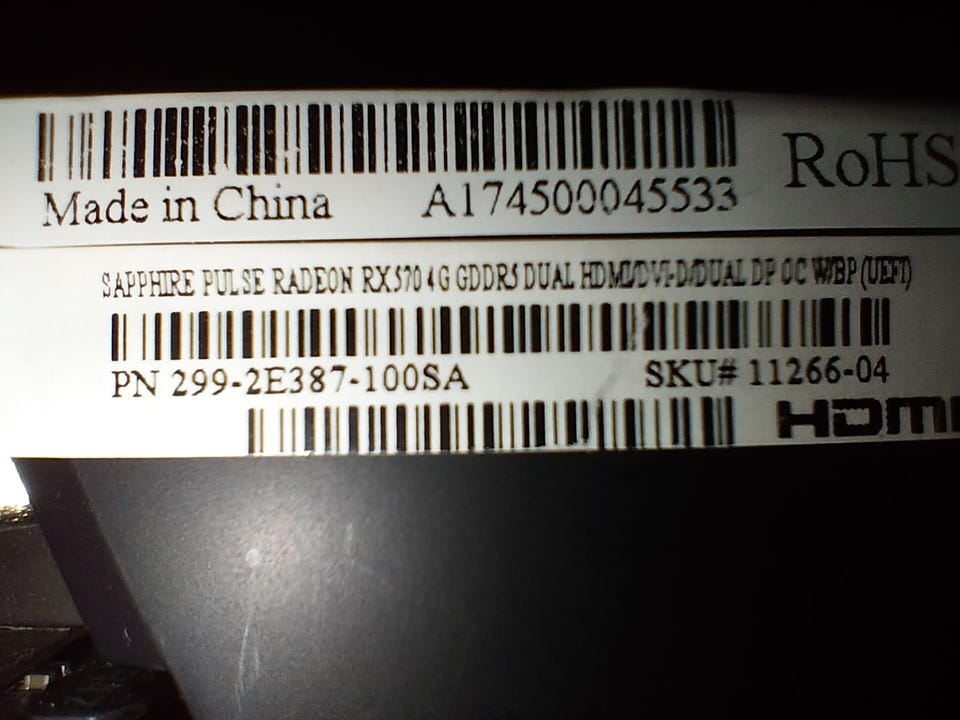 Made in China A174500045533 RoHS
SAPPHIRE PULSE RADEON RX570 4G GDDR5 DUAL HDMI/DVI-D/DUAL DP OC W/BP (UEFI)
PN 299-2E387-100SA SKU# 11266-04
HDMI